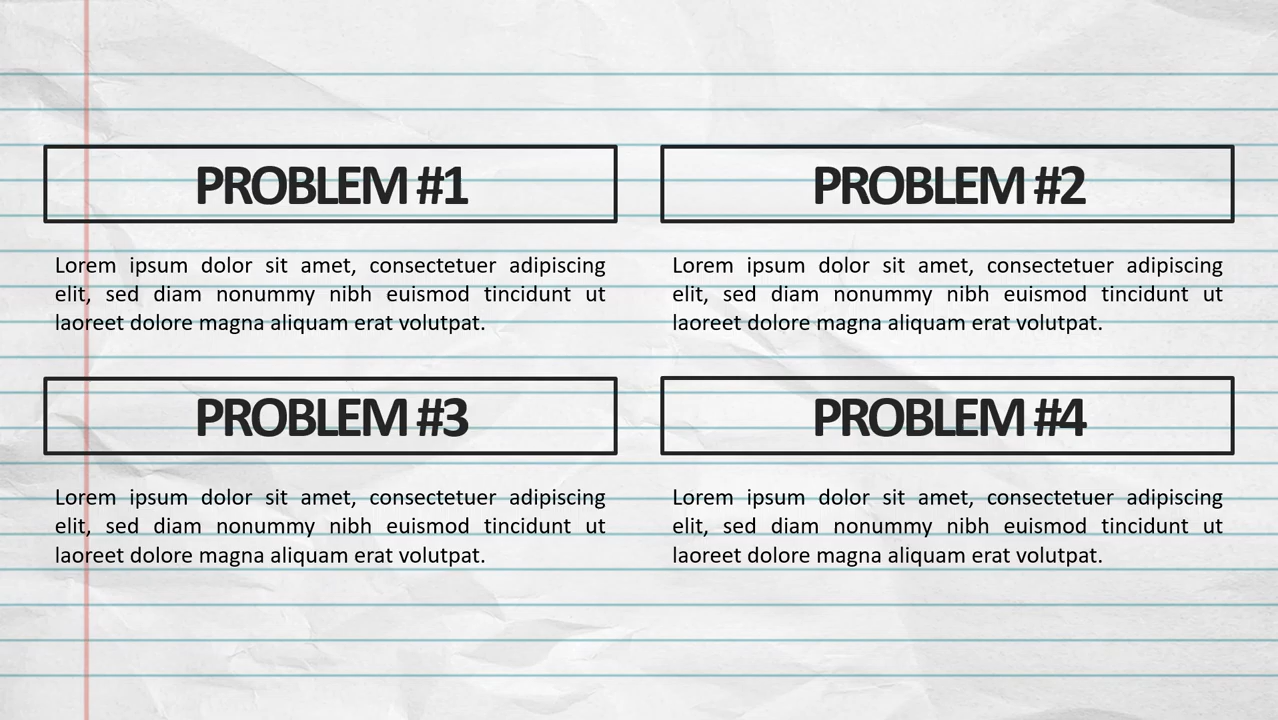 PROBLEM #1
Lorem ipsum dolor sit amet, consectetuer adipiscing
elit, sed diam nonummy nibh euismod tincidunt ut
laoreet dolore magna aliquam erat volutpat.
PROBLEM #2
Lorem ipsum dolor sit amet, consectetuer adipiscing
elit, sed diam nonummy nibh euismod tincidunt ut
laoreet dolore magna aliquam erat volutpat.
PROBLEM #3
Lorem ipsum dolor sit amet, consectetuer adipiscing
elit, sed diam nonummy nibh euismod tincidunt ut
laoreet dolore magna aliquam erat volutpat.
PROBLEM #4
Lorem ipsum dolor sit amet, consectetuer adipiscing
elit, sed diam nonummy nibh euismod tincidunt ut
laoreet dolore magna aliquam erat volutpat.